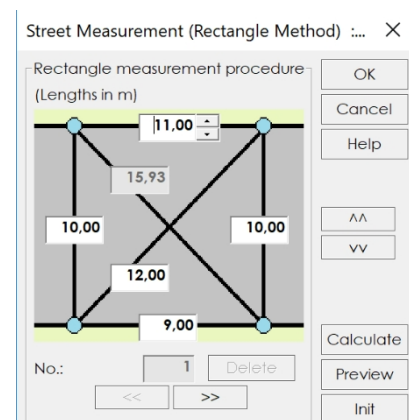 Street Measurement (Rectangle Method) :... ×
Rectangle measurement procedure
(Lengths in m)
OK
Cancel
Help
11,00
15,93
10,00
10,00
12,00
9,00
^^
vv
No.:
1
Delete
<<
>>
Calculate
Preview
Init